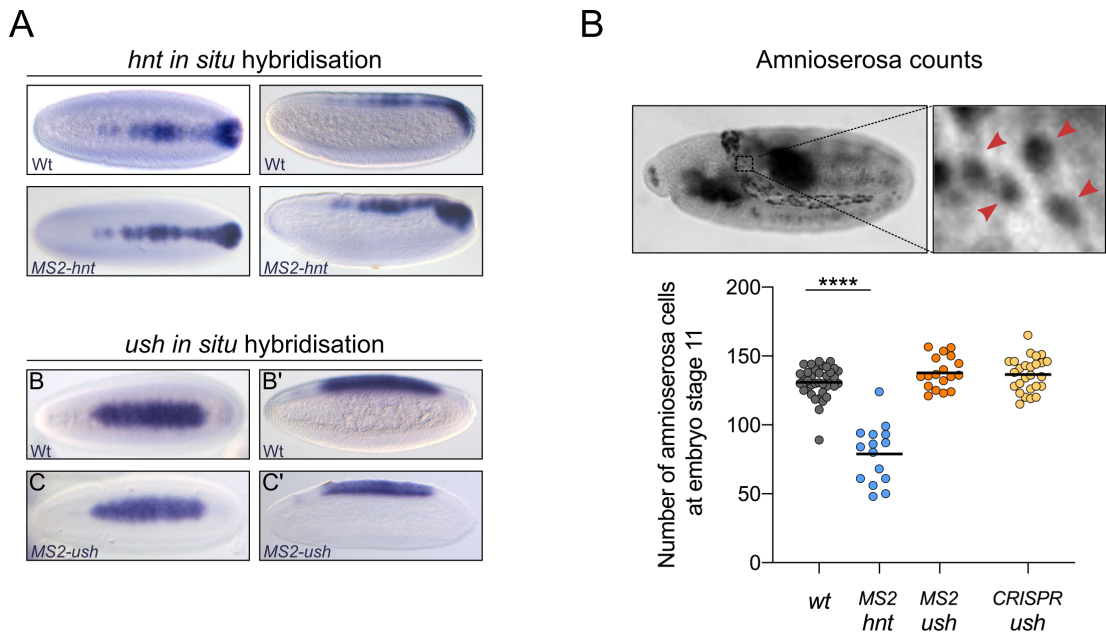 A
hnt in situ hybridisation
Wt
Wt
MS2-hnt
MS2-hnt
ush in situ hybridisation
B
Wt
B'
Wt
C
MS2-ush
C'
MS2-ush
B
Amnioserosa counts
Number of amnioserosa cells
at embryo stage 11
200
150
100
50
0
****
wt
MS2
hnt
MS2
ush
CRISPR
ush